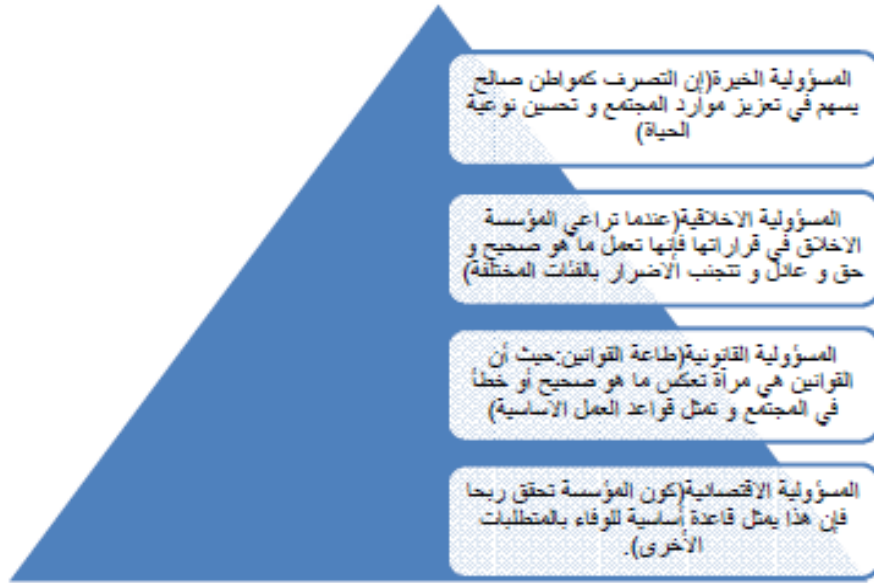 المسؤولية الخيرة(إن التصرف كمواطن صالح
يسهم في تعزيز موارد المجتمع و تحسين نوعية
الحياة)
المسؤولية الاخلاقية(عندما تراعي المؤسسة
الاخلاق في قراراتها فإنها تعمل ما هو صحيح و
حق و عادل و تتجنب الاضرار بالفئات المختلفة)
المسؤولية القانونية(طاعة القوانين:حيث أن
القوانين هي مرآة تعكس ما هو صحيح أو خطأ
في المجتمع و تمثل قواعد العمل الاساسية)
المسؤولية الاقتصادية(كون المؤسسة تحقق ربحا
فإن هذا يمثل قاعدة أساسية للوفاء بالمتطلبات
الأخرى).